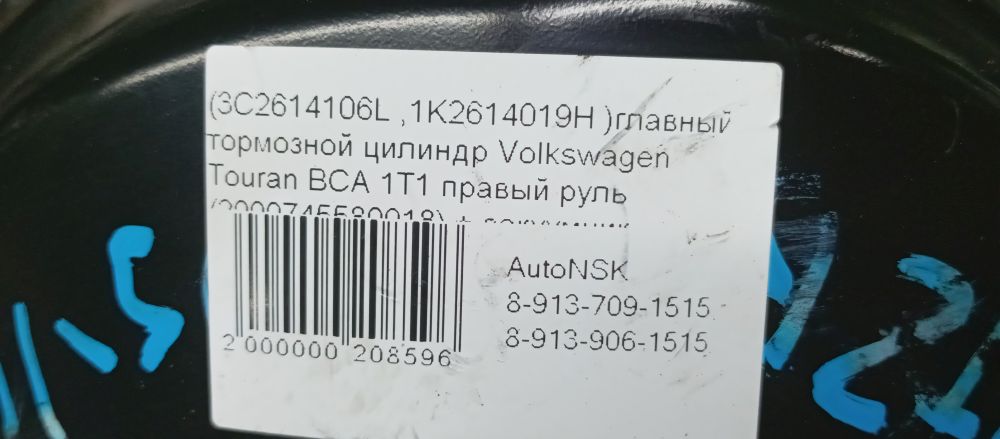 (3C2614106L ,1K2614019H )главный
тормозной цилиндр Volkswagen
Touran BCA 1T1 правый руль
AutoNSK
8-913-709-1515
8-913-906-1515
2 000000 208596